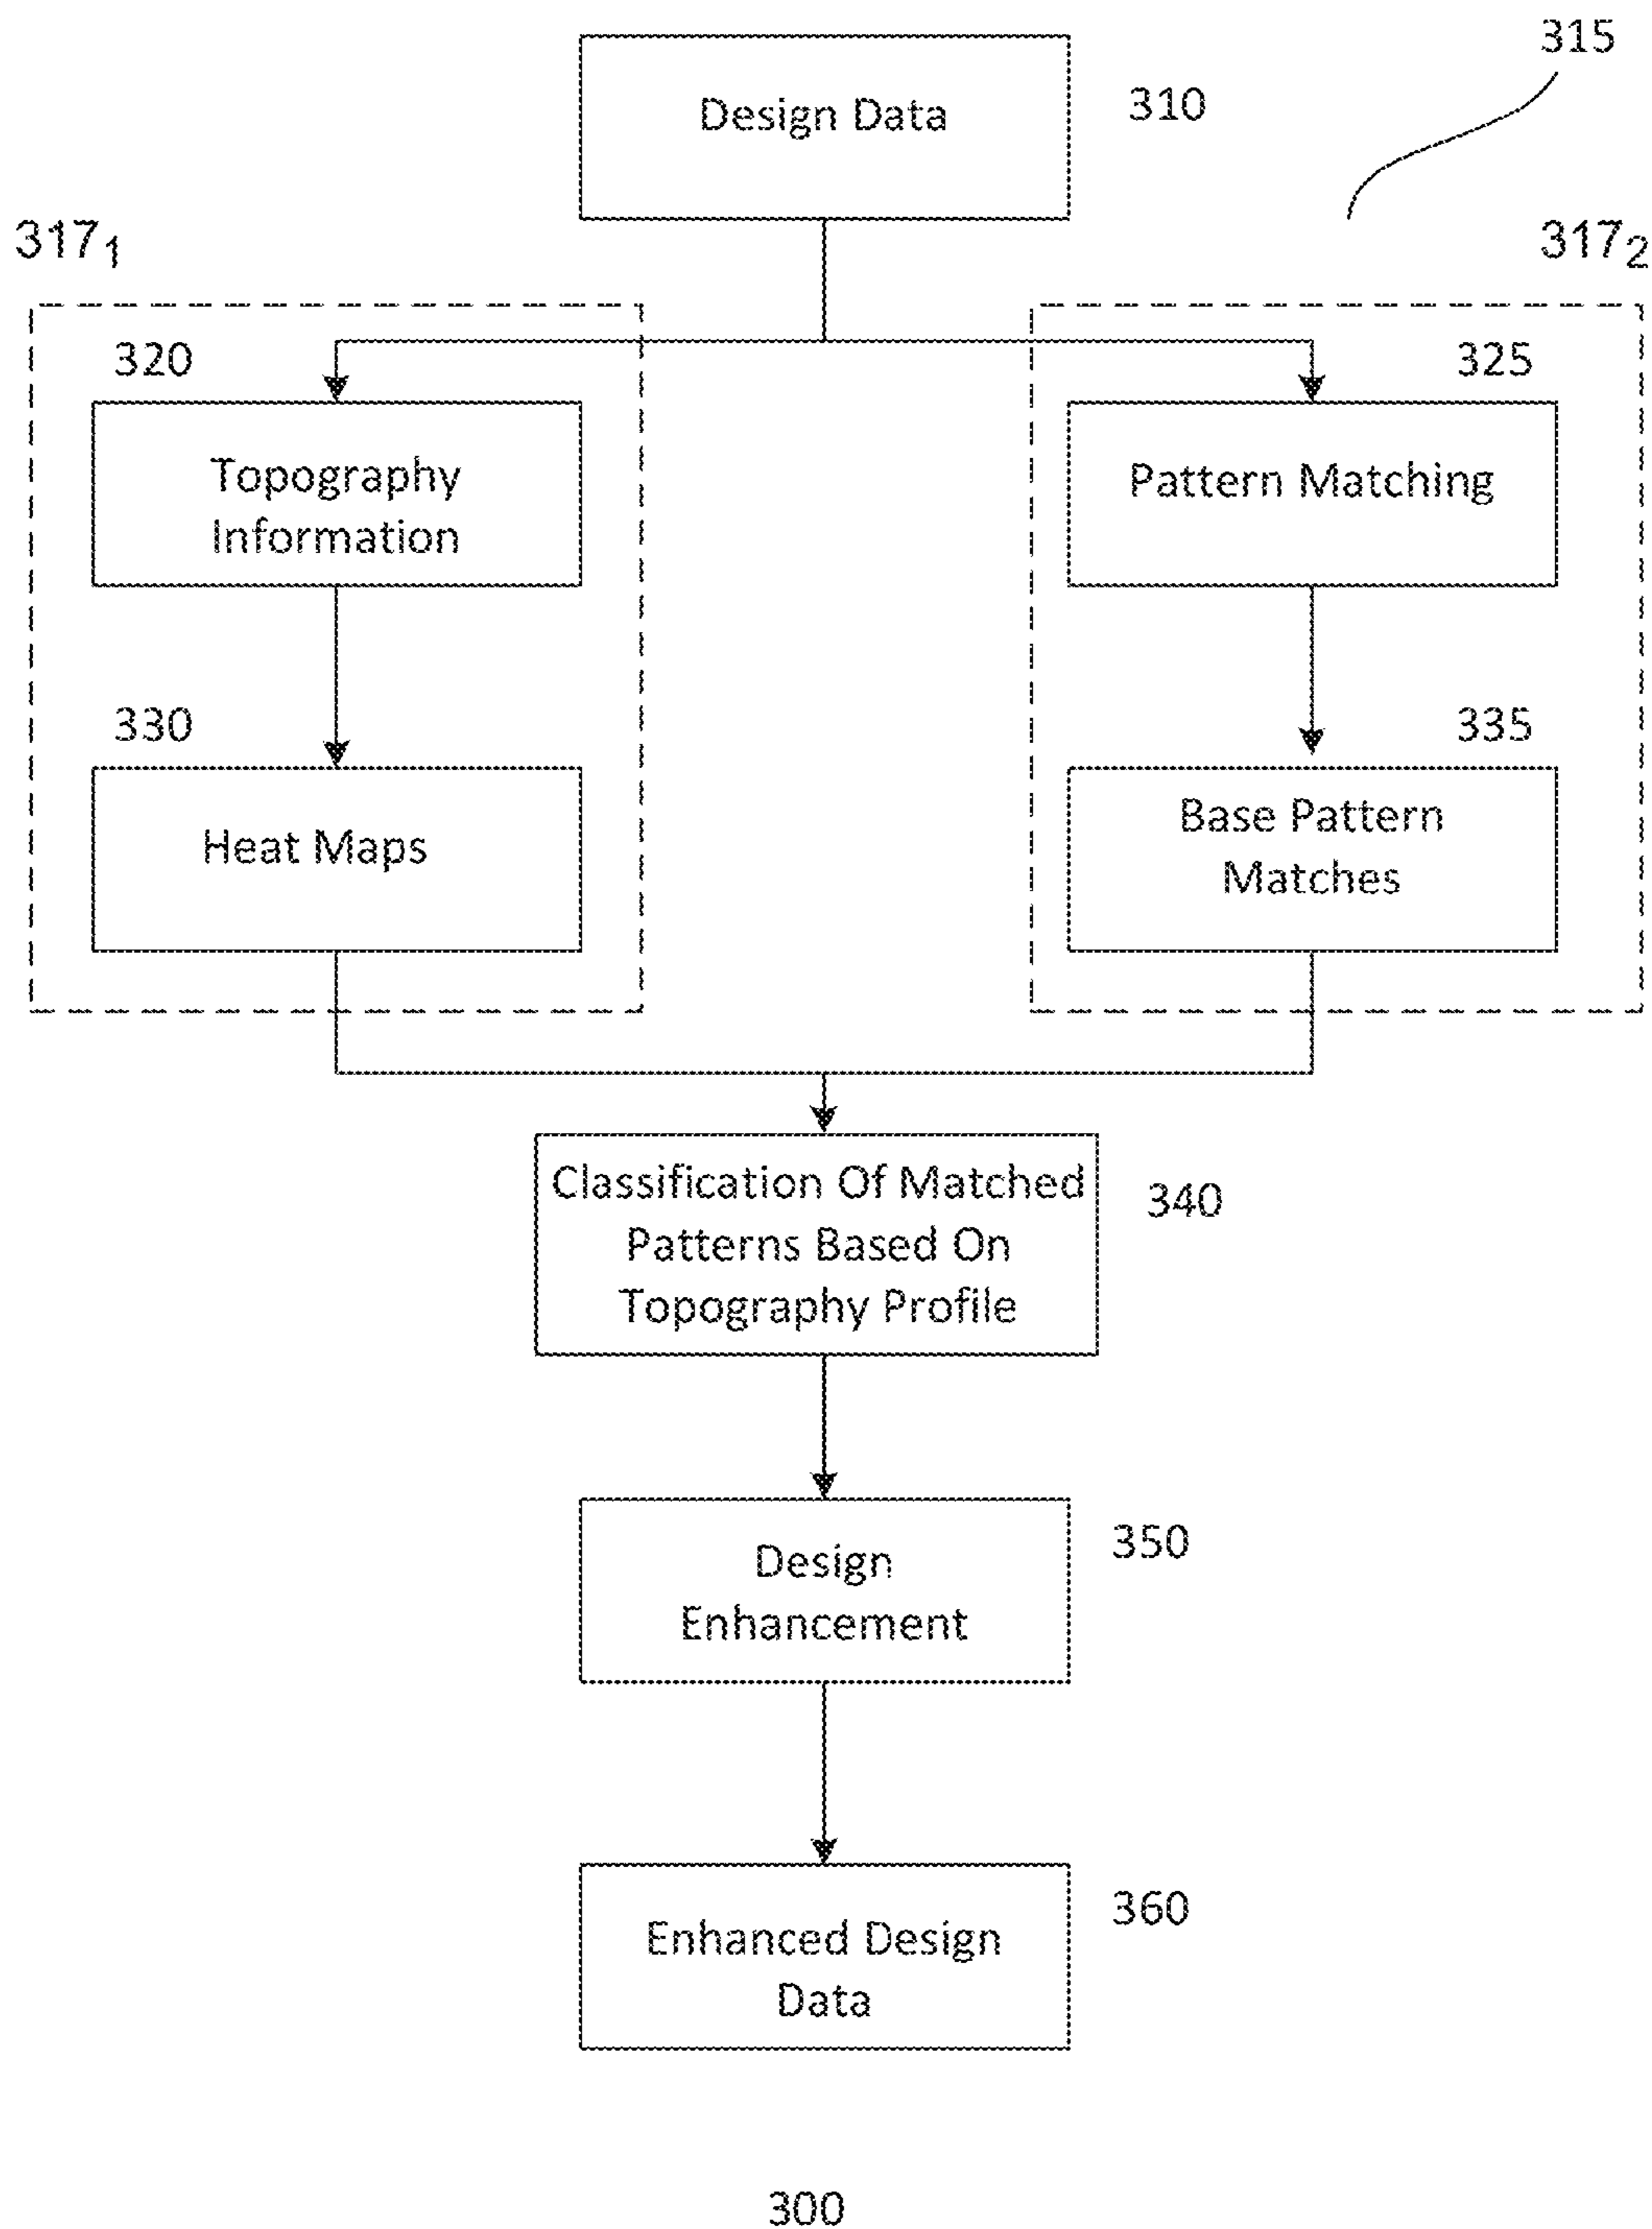 315
Design Data
310
317₁
317₂
320
325
Topography
Information
Pattern Matching
330
335
Heat Maps
Base Pattern
Matches
Classification Of Matched
Patterns Based On
Topography Profile
340
Design
Enhancement
350
Enhanced Design
Data
360
300